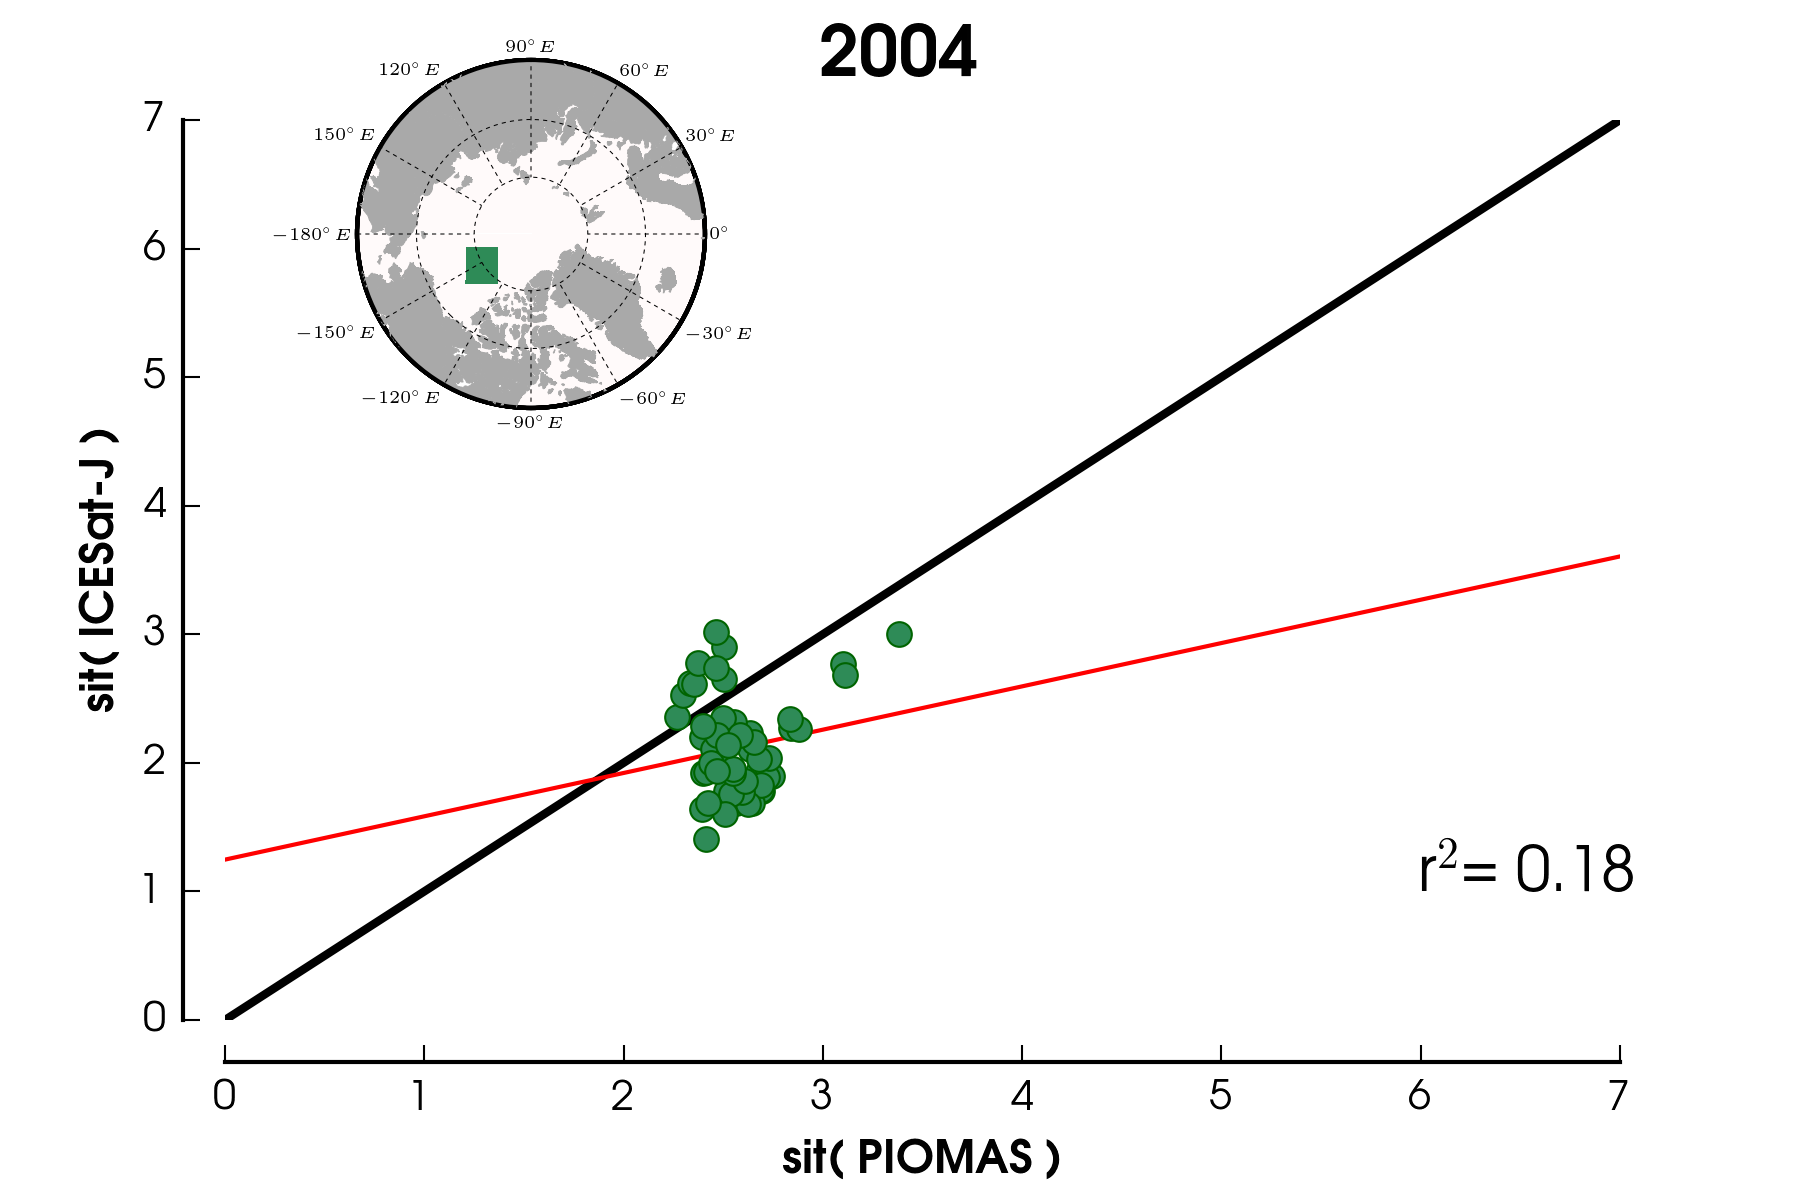 2004
90° E
120° E
60° E
150° E
30° E
−180° E
0°
−150° E
−30° E
−120° E
−60° E
−90° E
7
6
5
4
3
2
1
0
sit( ICESat-J )
r²= 0.18
0 1 2 3 4 5 6 7
sit( PIOMAS )